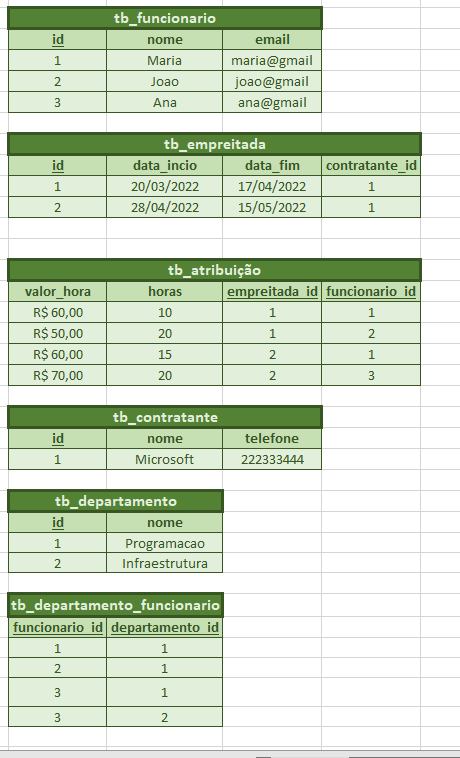 tb_funcionario
id nome email
1 Maria maria@gmail
2 Joao joao@gmail
3 Ana ana@gmail
tb_empreitada
id data_incio data_fim contratante_id
1 20/03/2022 17/04/2022 1
2 28/04/2022 15/05/2022 1
tb_atribuição
valor_hora horas empreitada_id funcionario_id
R$ 60,00 10 1 1
R$ 50,00 20 1 2
R$ 60,00 15 2 1
R$ 70,00 20 2 3
tb_contratante
id nome telefone
1 Microsoft 222333444
tb_departamento
id nome
1 Programacao
2 Infraestrutura
tb_departamento_funcionario
funcionario_id departamento_id
1 1
2 1
3 1
3 2